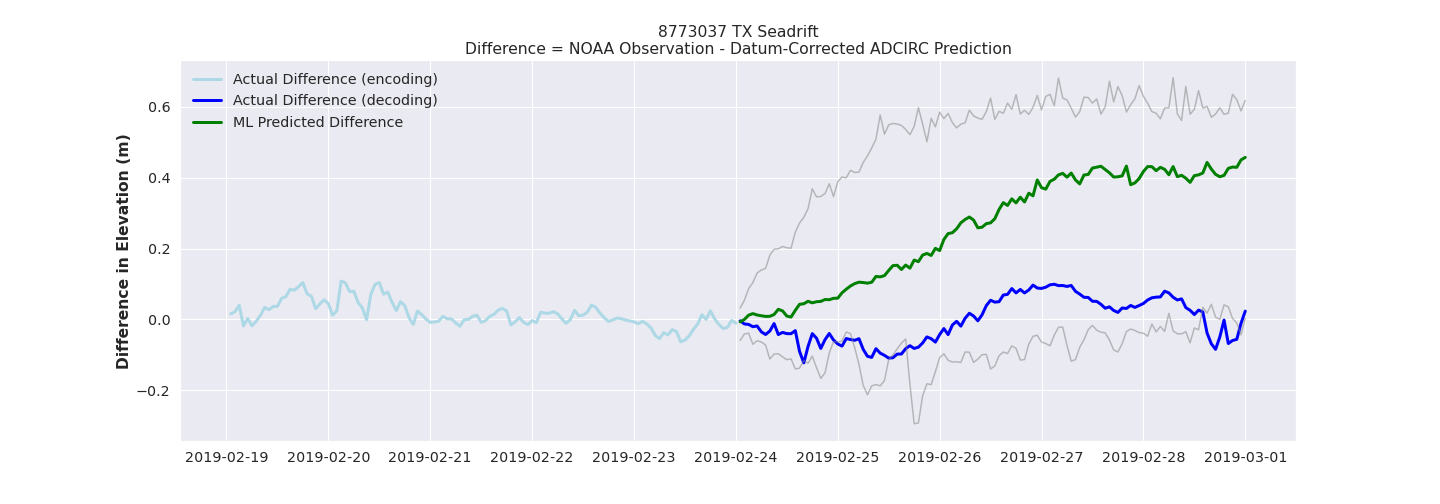 8773037 TX Seadrift
Difference = NOAA Observation - Datum-Corrected ADCIRC Prediction
Actual Difference (encoding)
Actual Difference (decoding)
ML Predicted Difference
Difference in Elevation (m)
0.6
0.4
0.2
0.0
−0.2
2019-02-19 2019-02-20 2019-02-21 2019-02-22 2019-02-23 2019-02-24 2019-02-25 2019-02-26 2019-02-27 2019-02-28 2019-03-01